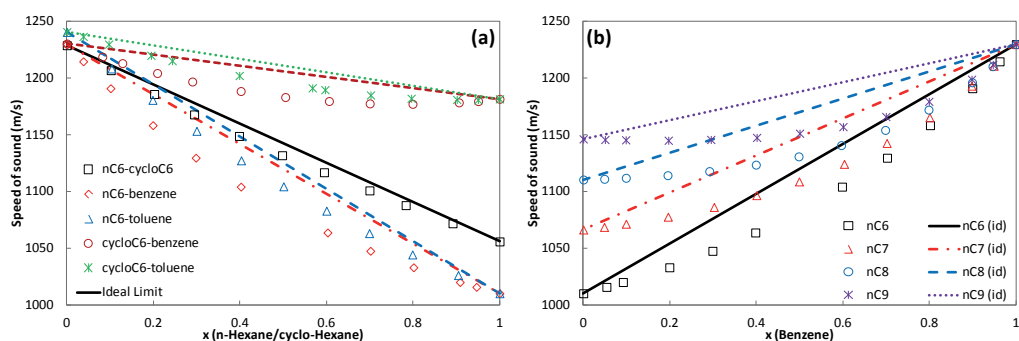 (a)
Speed of sound (m/s)
1250
1200
1150
1100
1050
1000
nC6-cycloC6
nC6-benzene
nC6-toluene
cycloC6-benzene
cycloC6-toluene
Ideal Limit
0 0.2 0.4 0.6 0.8 1
x (n-Hexane/cyclo-Hexane)
(b)
Speed of sound (m/s)
1250
1200
1150
1100
1050
1000
nC6 nC6 (id)
nC7 nC7 (id)
nC8 nC8 (id)
nC9 nC9 (id)
0 0.2 0.4 0.6 0.8 1
x (Benzene)